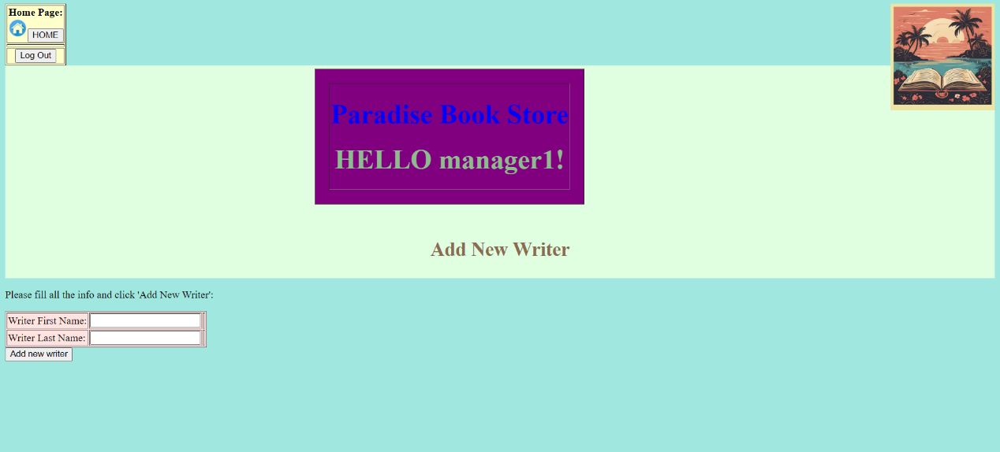 Home Page:
HOME
Log Out
Paradise Book Store
HELLO manager1!
Add New Writer
Please fill all the info and click 'Add New Writer':
Writer First Name:
Writer Last Name:
Add new writer